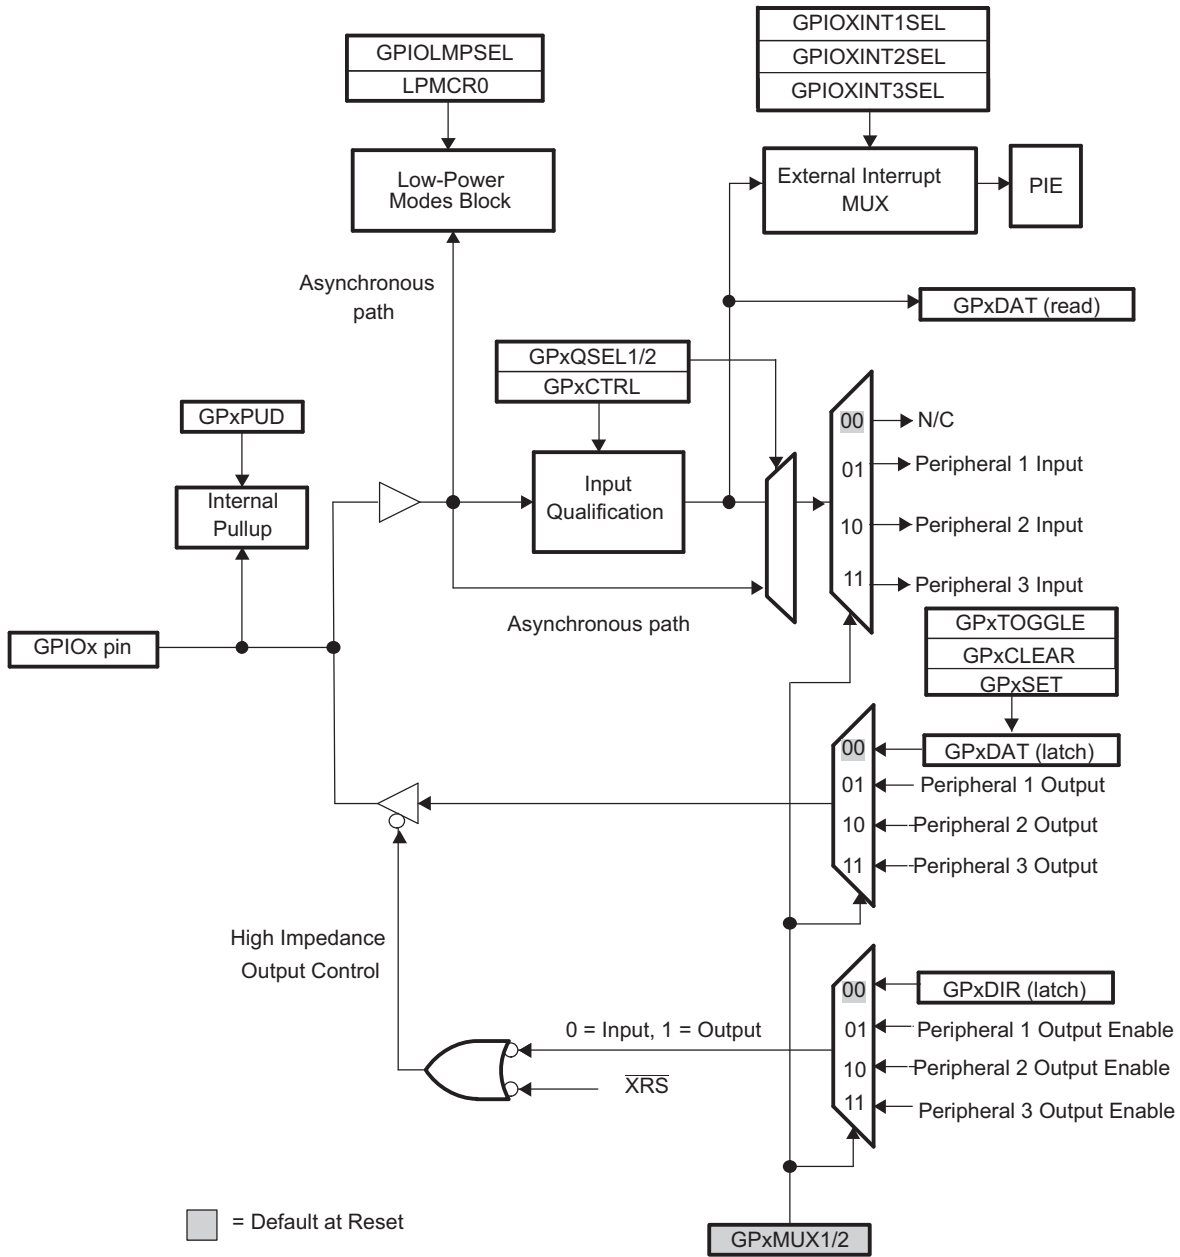 GPIOXINT1SEL
GPIOXINT2SEL
GPIOXINT3SEL
GPIOLMPSEL
LPMCR0
Low-Power
Modes Block
External Interrupt
MUX
PIE
Asynchronous
path
GPxDAT (read)
GPxQSEL1/2
GPxCTRL
GPxPUD
Internal
Pullup
Input
Qualification
00
N/C
01
Peripheral 1 Input
10
Peripheral 2 Input
11
Peripheral 3 Input
Asynchronous path
GPIOx pin
GPxTOGGLE
GPxCLEAR
GPxSET
00
GPxDAT (latch)
01
Peripheral 1 Output
10
Peripheral 2 Output
11
Peripheral 3 Output
High Impedance
Output Control
00
GPxDIR (latch)
0 = Input, 1 = Output
01
Peripheral 1 Output Enable
10
Peripheral 2 Output Enable
XRS
11
Peripheral 3 Output Enable
= Default at Reset
GPxMUX1/2